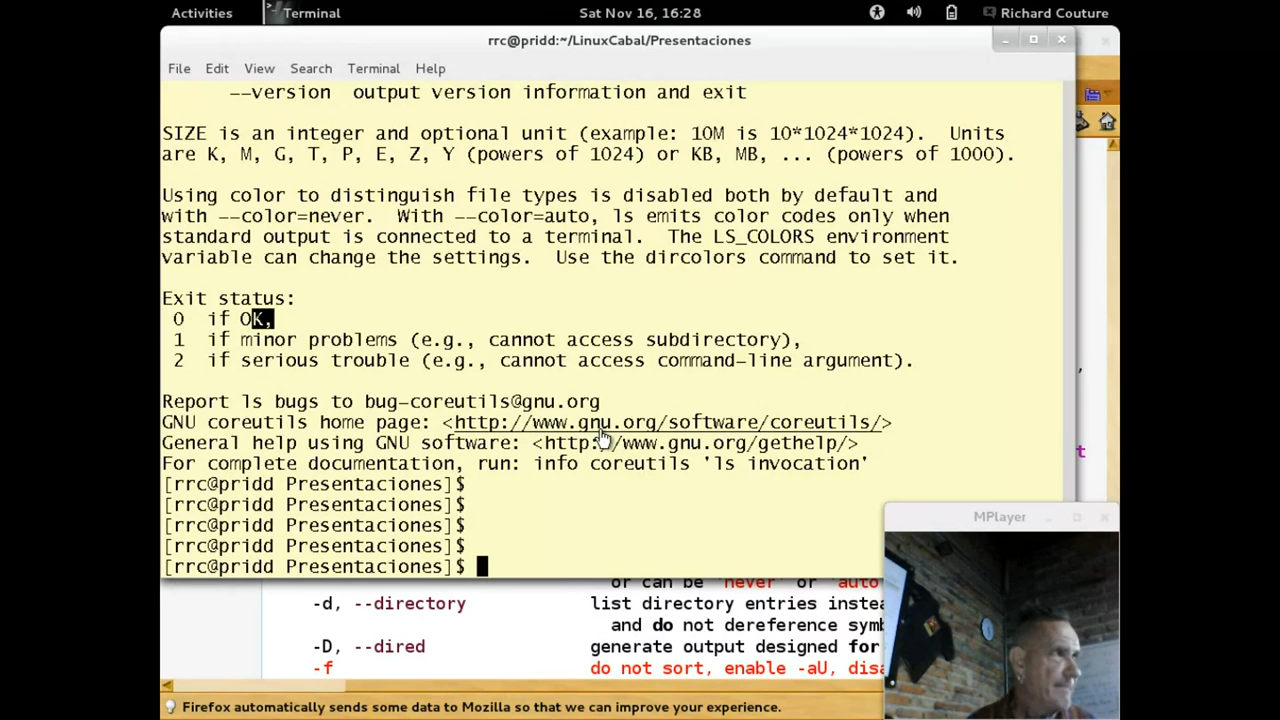 Activities
Terminal
Sat Nov 16, 16:28
Richard Couture
rrc@pridd:~/LinuxCabal/Presentaciones
File Edit View Search Terminal Help
--version output version information and exit
SIZE is an integer and optional unit (example: 10M is 10*1024*1024). Units
are K, M, G, T, P, E, Z, Y (powers of 1024) or KB, MB, ... (powers of 1000).
Using color to distinguish file types is disabled both by default and
with --color=never. With --color=auto, ls emits color codes only when
standard output is connected to a terminal. The LS_COLORS environment
variable can change the settings. Use the dircolors command to set it.
Exit status:
0 if OK,
1 if minor problems (e.g., cannot access subdirectory),
2 if serious trouble (e.g., cannot access command-line argument).
Report ls bugs to bug-coreutils@gnu.org
GNU coreutils home page: <http://www.gnu.org/software/coreutils/>
General help using GNU software: <http://www.gnu.org/gethelp/>
For complete documentation, run: info coreutils 'ls invocation'
[rrc@pridd Presentaciones]$
[rrc@pridd Presentaciones]$
[rrc@pridd Presentaciones]$
[rrc@pridd Presentaciones]$
[rrc@pridd Presentaciones]$
MPlayer
or can be 'never' or 'auto
-d, --directory list directory entries instea
and do not dereference symb
-D, --dired generate output designed for
-f do not sort, enable -aU, disa
Firefox automatically sends some data to Mozilla so that we can improve your experience.